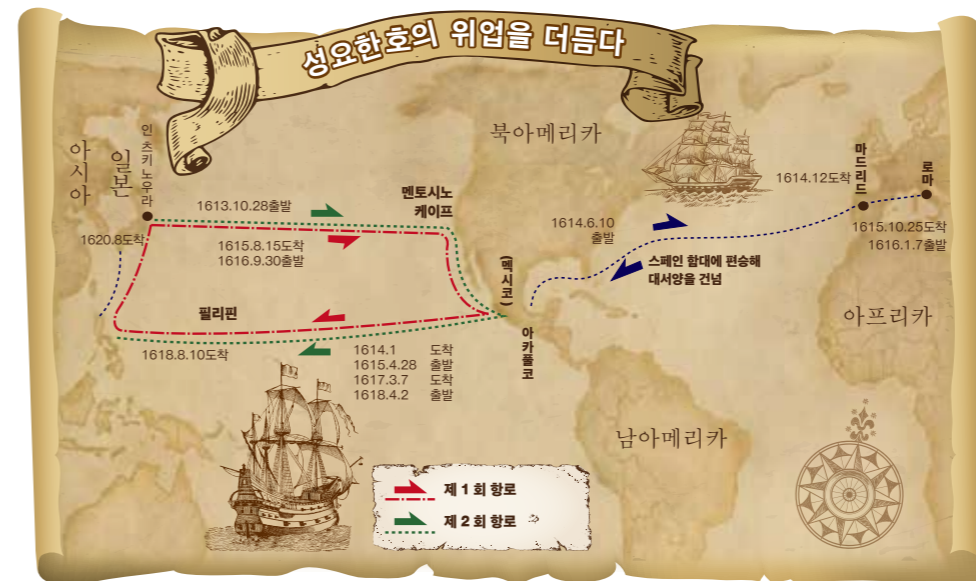 성요한호의 위업을 더듬다
북아메리카
아시아
일본
인츠키노우라
멘토시노
케이프
1613.10.28출발
1620.8도착
1615.8.15도착
1616.9.30출발
필리핀
1618.8.10도착
1614.1 도착
1615.4.28 출발
1617.3.7 도착
1618.4.2 출발
(멕시코)
아카풀코
1614.6.10
출발
스페인 함대에 편승해
대서양을 건넘
1614.12도착
마드리드
로마
1615.10.25도착
1616.1.7출발
아프리카
남아메리카
제 1 회 항로
제 2 회 항로